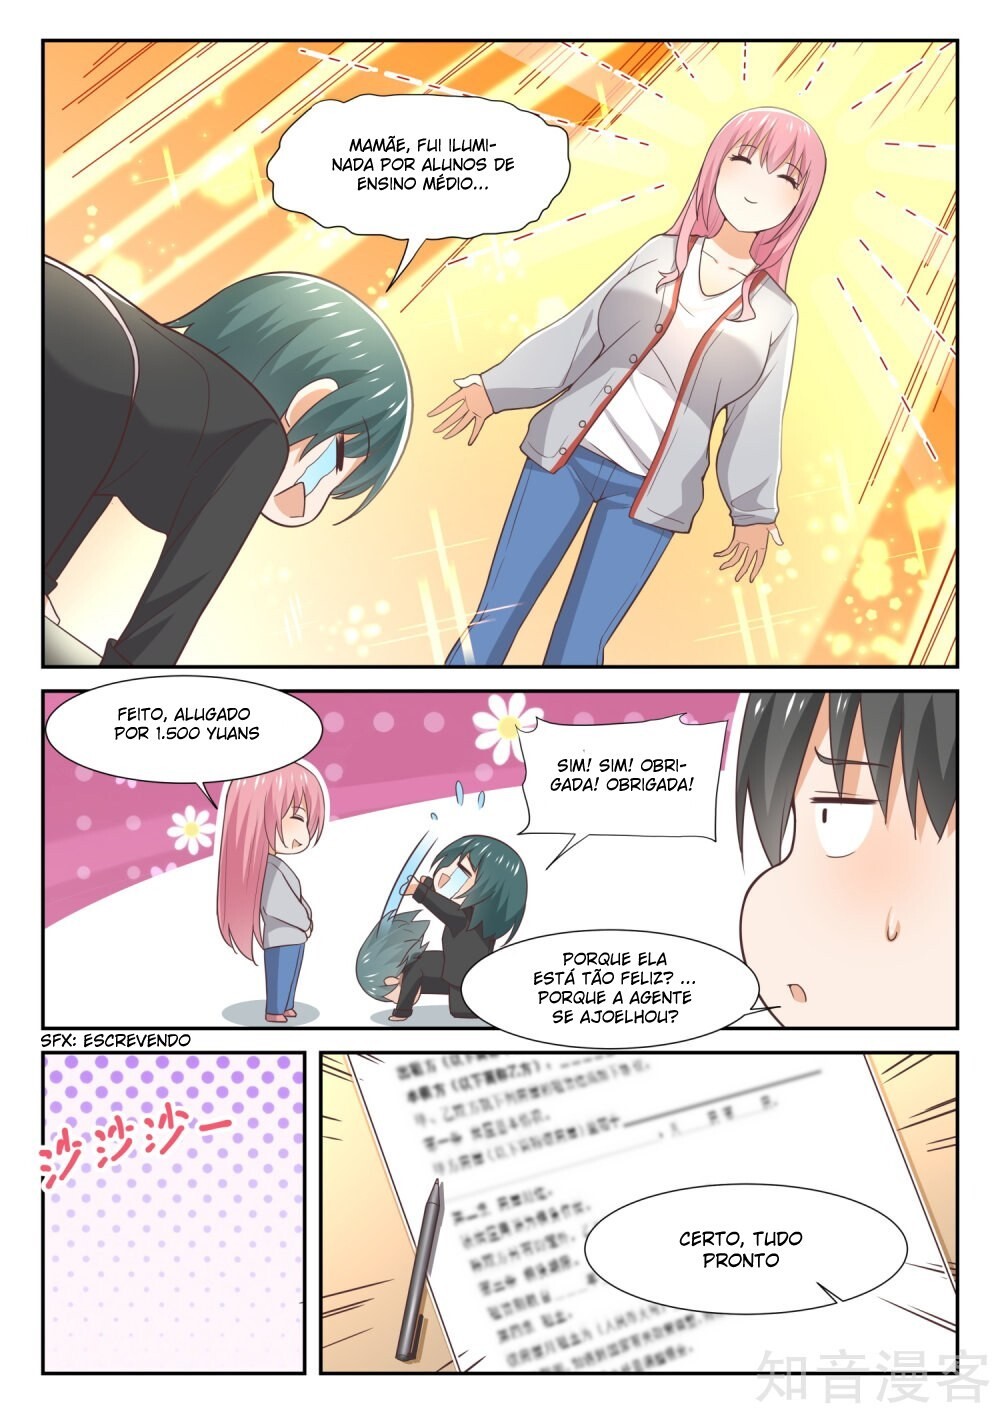 MAMÃE, FUI ILUMI-
NADA POR ALUNOS DE
ENSINO MÉDIO...
FEITO, ALUGADO
POR 1.500 YUANS
SIM! SIM! OBRI-
GADA! OBRIGADA!
PORQUE ELA
ESTÁ TÃO FELIZ? ...
PORQUE A AGENTE
SE AJOELHOU?
SFX: ESCREVENDO
沙沙沙一
CERTO, TUDO
PRONTO
知音漫客